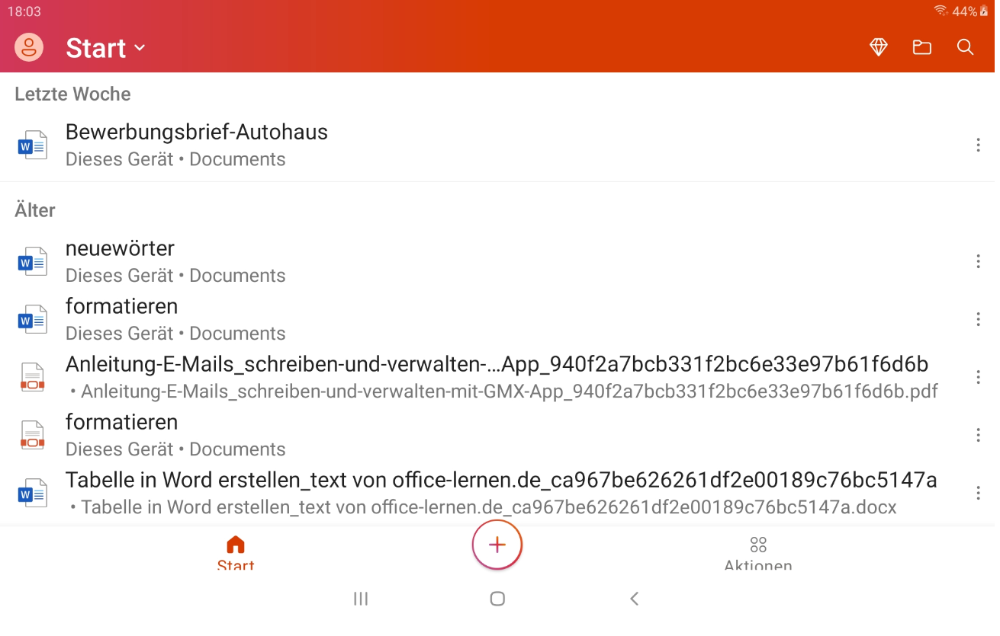 18:03
44%
Start
Letzte Woche
Bewerbungsbrief-Autohaus
Dieses Gerät • Documents
Älter
neuewörter
Dieses Gerät • Documents
formatieren
Dieses Gerät • Documents
Anleitung-E-Mails_schreiben-und-verwalten-...App_940f2a7bcb331f2bc6e33e97b61f6d6b
• Anleitung-E-Mails_schreiben-und-verwalten-mit-GMX-App_940f2a7bcb331f2bc6e33e97b61f6d6b.pdf
formatieren
Dieses Gerät • Documents
Tabelle in Word erstellen_text von office-lernen.de_ca967be626261df2e00189c76bc5147a
• Tabelle in Word erstellen_text von office-lernen.de_ca967be626261df2e00189c76bc5147a.docx
Start
Aktionen